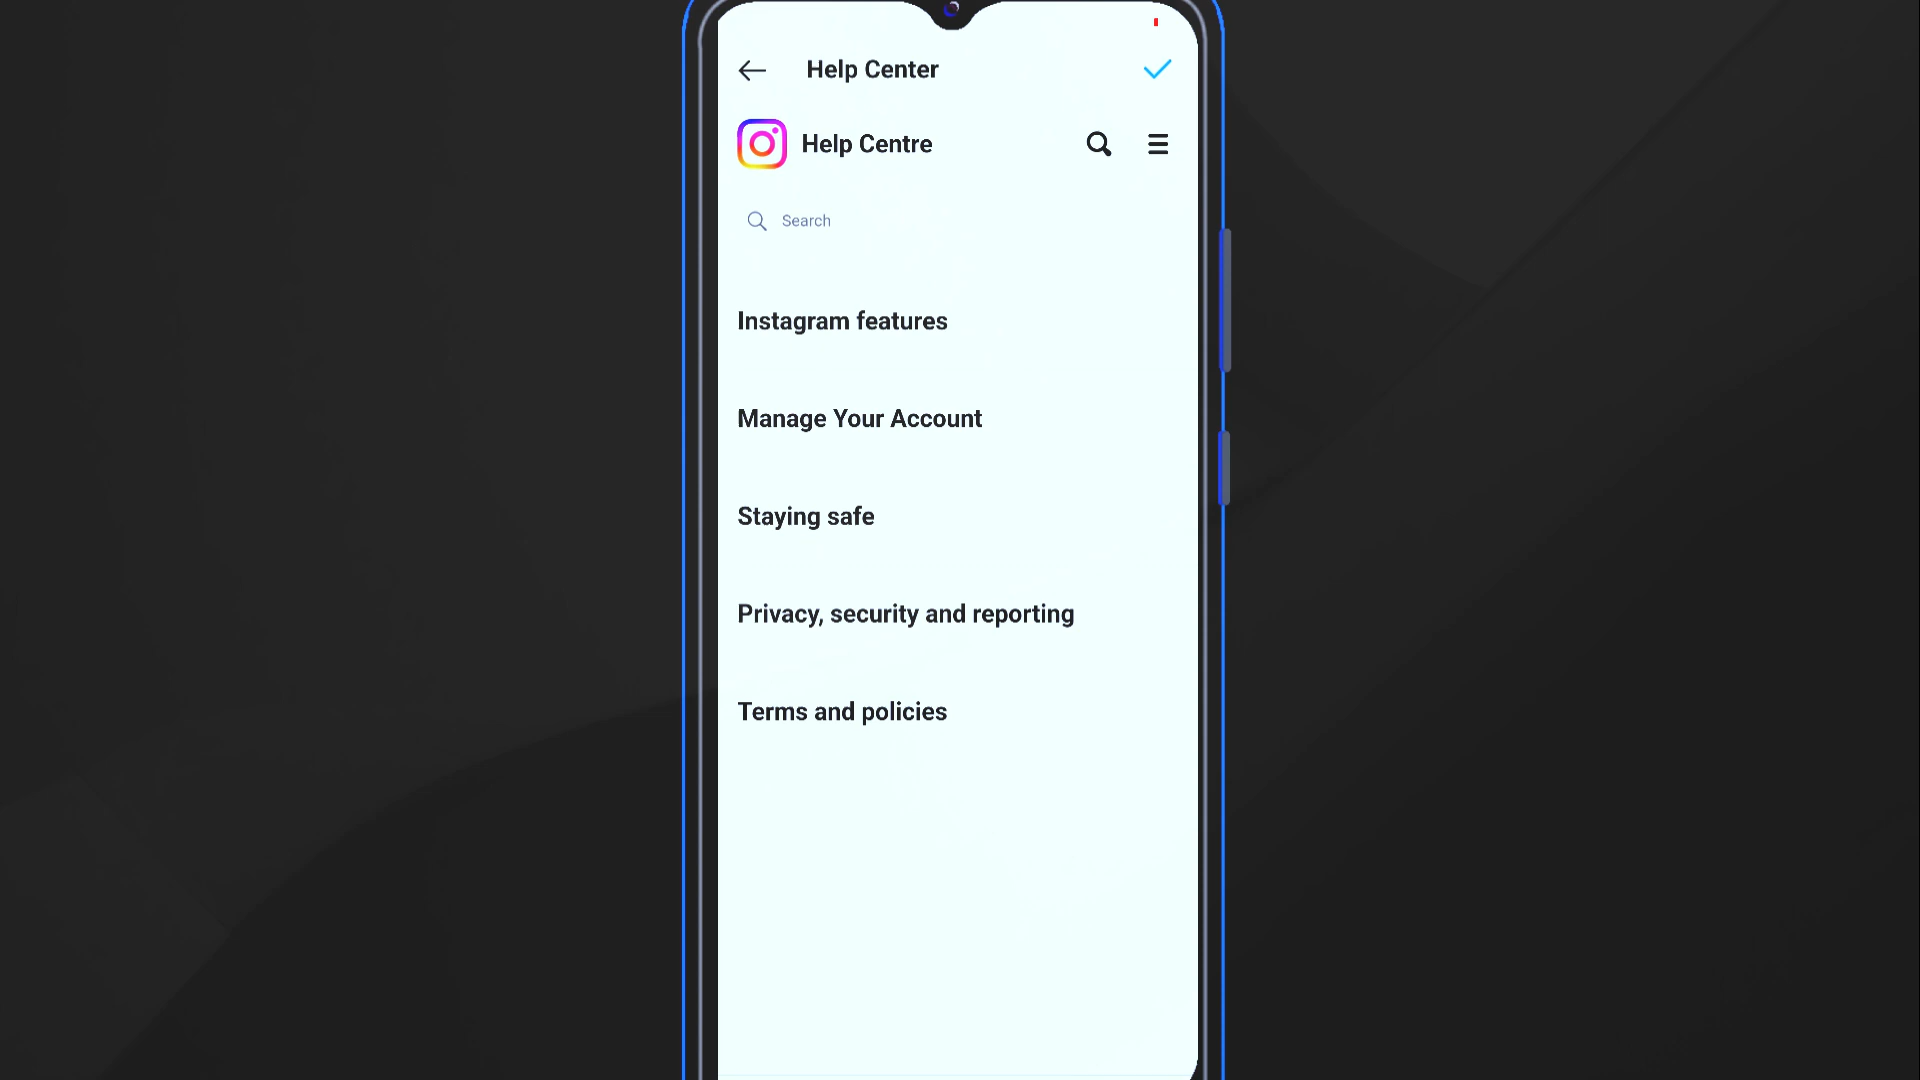 Help Center
Help Centre
Search
Instagram features
Manage Your Account
Staying safe
Privacy, security and reporting
Terms and policies